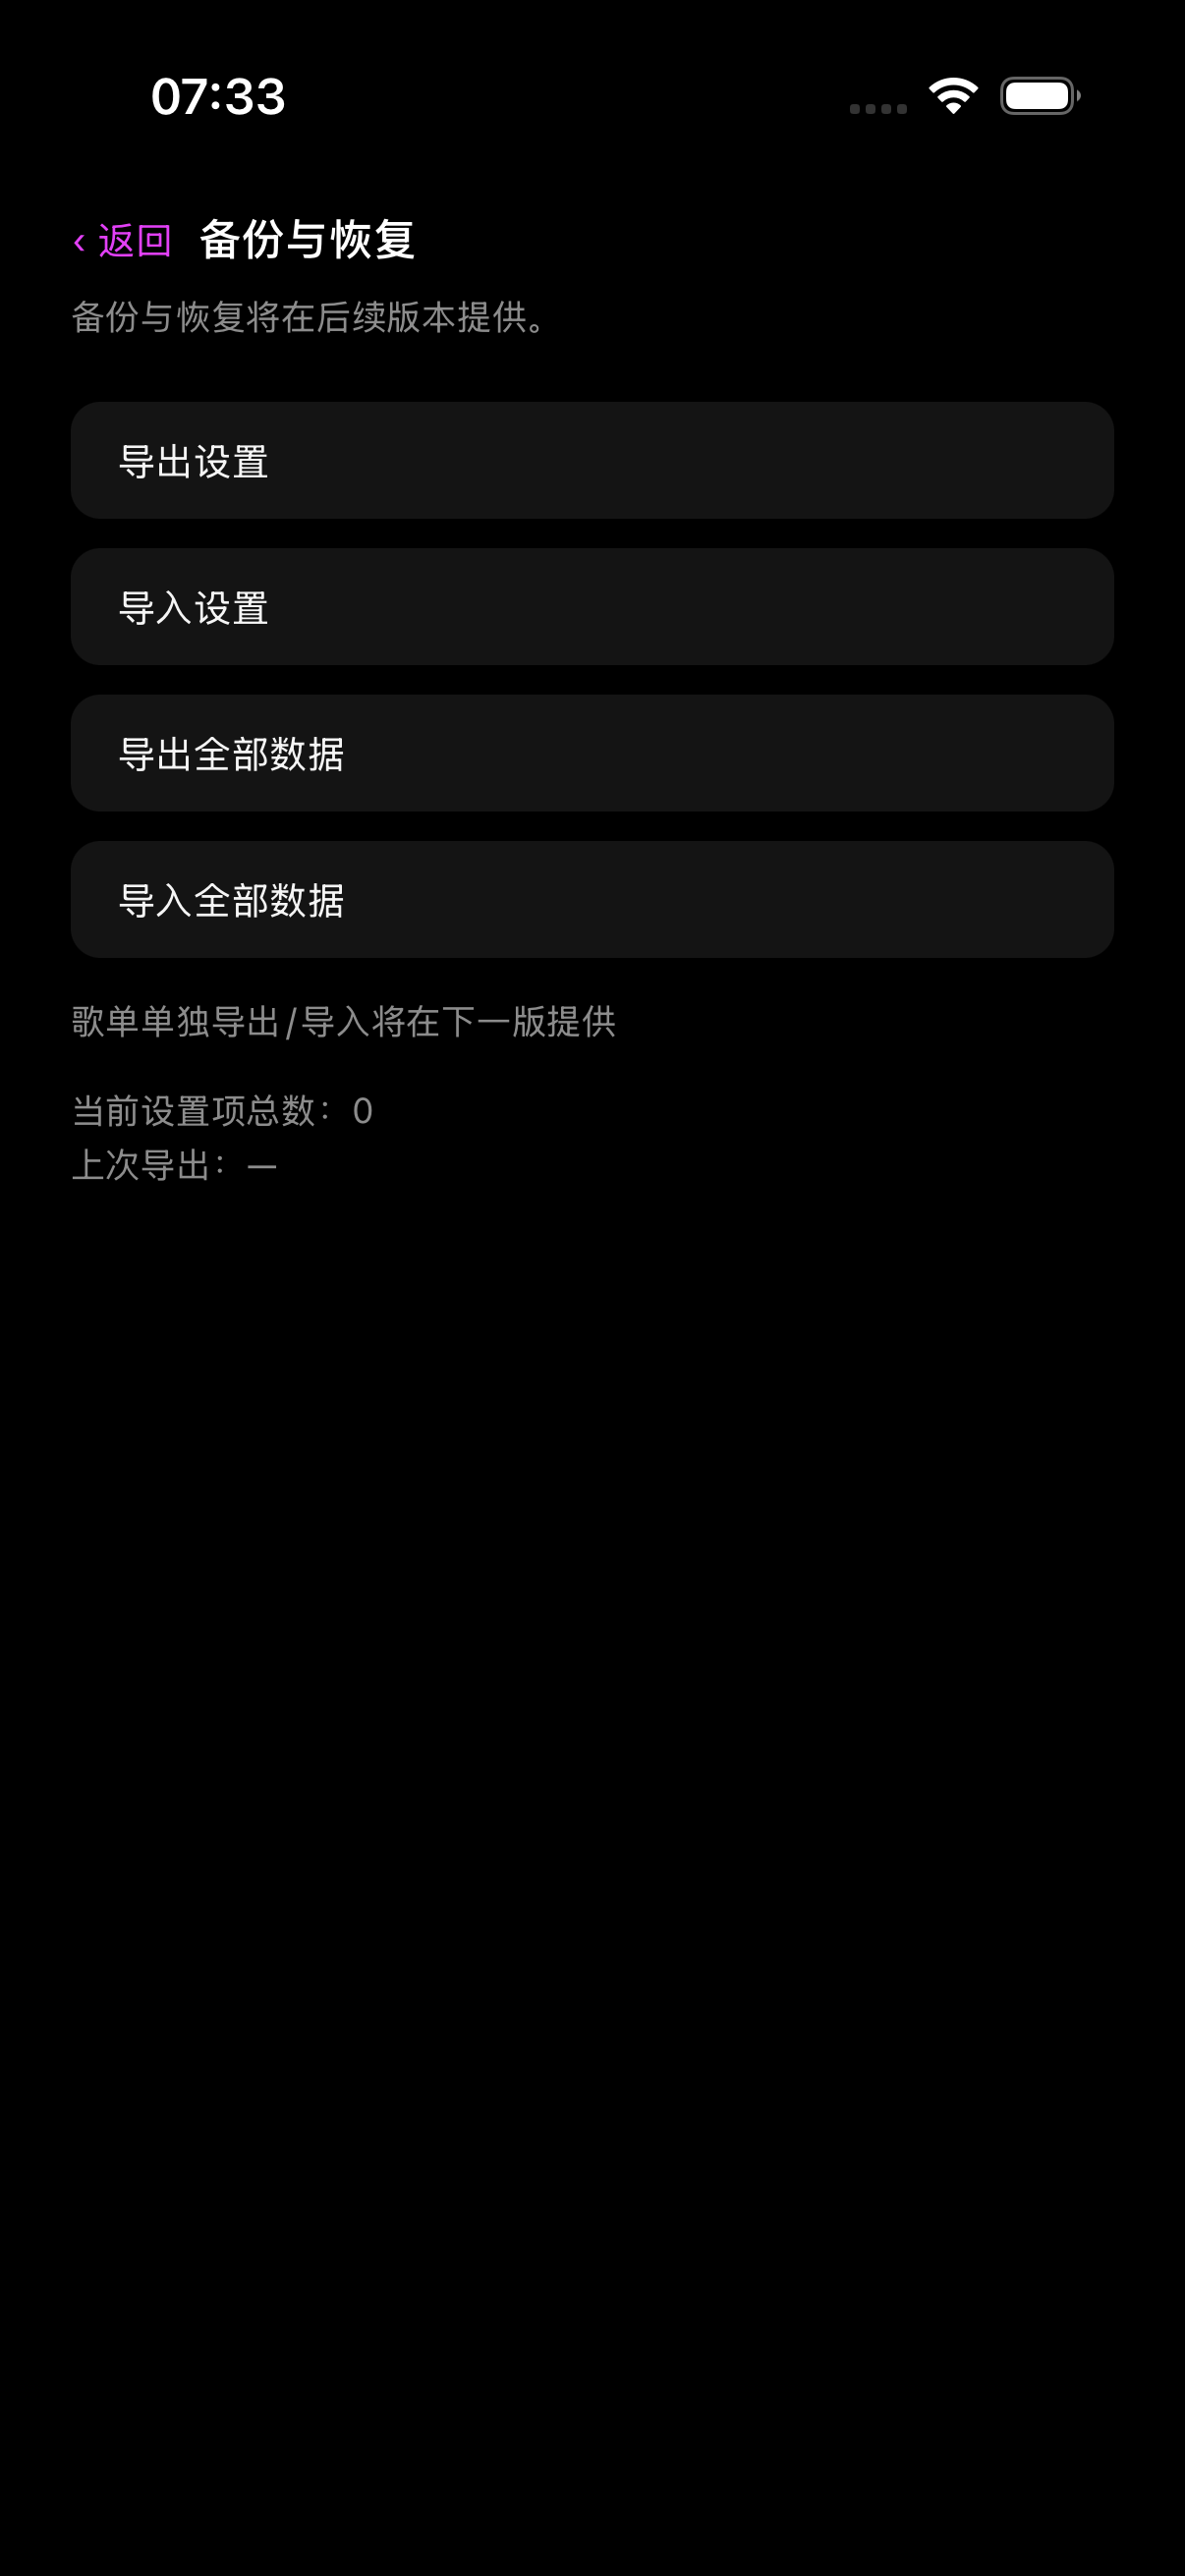 07:33
‹ 返回 备份与恢复
备份与恢复将在后续版本提供。
导出设置
导入设置
导出全部数据
导入全部数据
歌单单独导出/导入将在下一版提供
当前设置项总数：0
上次导出：—